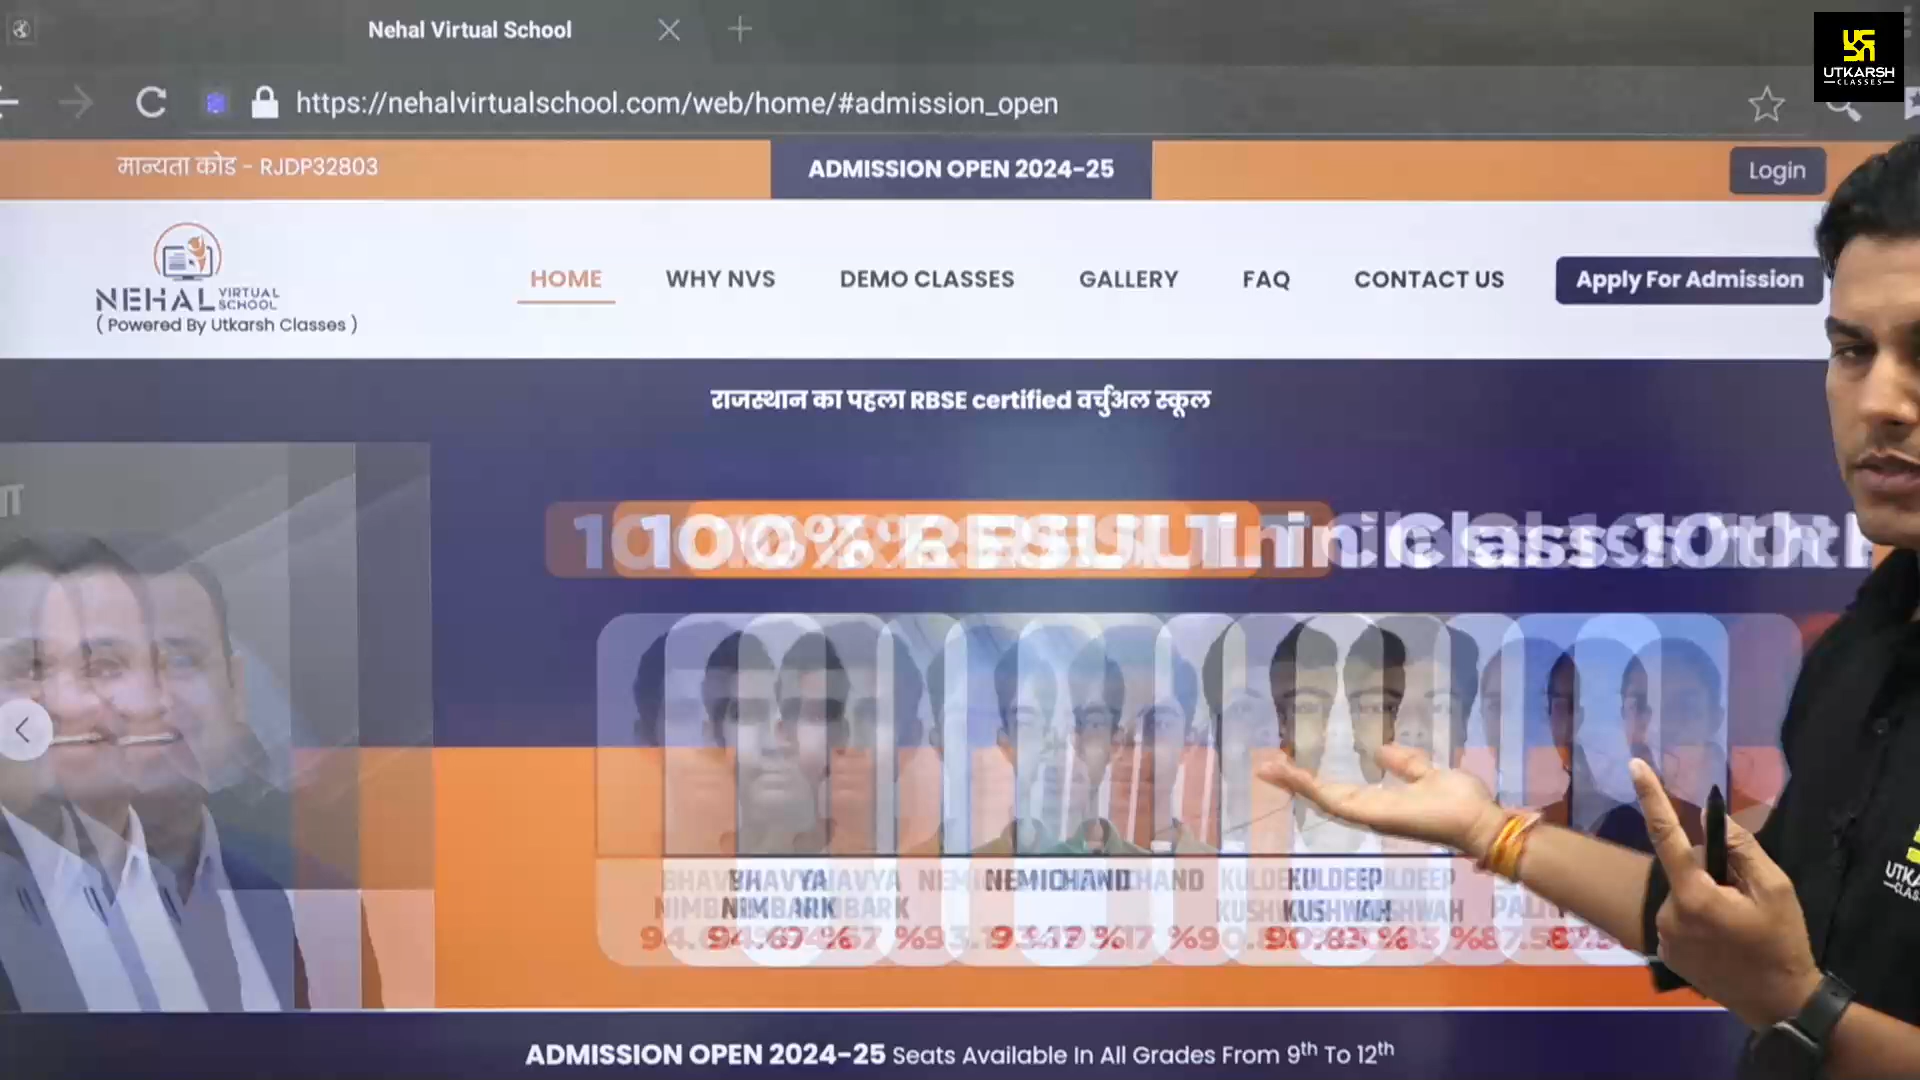 Nehal Virtual School
UTKARSH
CLASSES
https://nehalvirtualschool.com/web/home/#admission_open
मान्यता कोड - RJDP32803
ADMISSION OPEN 2024-25
Login
NEHAL VIRTUAL SCHOOL
( Powered By Utkarsh Classes )
HOME
WHY NVS
DEMO CLASSES
GALLERY
FAQ
CONTACT US
Apply For Admission
राजस्थान का पहला RBSE certified वर्चुअल स्कूल
100% RESULT in Class 10th
BHAVYA
NIMBARK
94.67 %
NEMICHAND
93.17 %
KULDEEP
KUSHWAH
90.83 %
ADMISSION OPEN 2024-25 Seats Available In All Grades From 9th To 12th